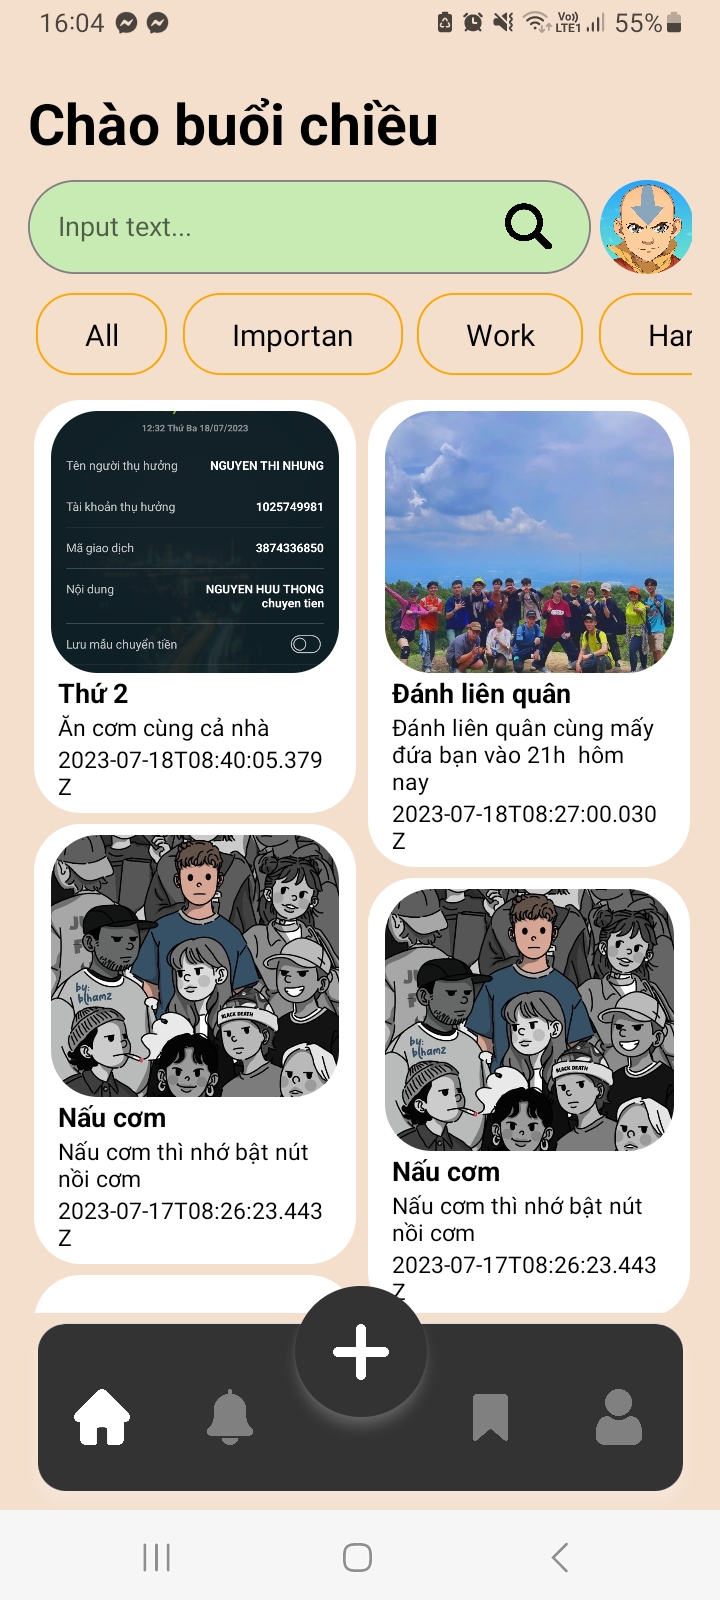 16:04
Vo))
LTE1
55%
Chào buổi chiều
Input text...
All
Importan
Work
Har
12:32 Thứ Ba 18/07/2023
Tên người thụ hưởng NGUYEN THI NHUNG
Tài khoản thụ hưởng 1025749981
Mã giao dịch 3874336850
Nội dung NGUYEN HUU THONG
chuyen tien
Lưu mẫu chuyển tiền
Thứ 2
Ăn cơm cùng cả nhà
2023-07-18T08:40:05.379
Z
Đánh liên quân
Đánh liên quân cùng mấy
đứa bạn vào 21h  hôm
nay
2023-07-18T08:27:00.030
Z
by:
blhamz
BLACK DEATH
Nấu cơm
Nấu cơm thì nhớ bật nút
nồi cơm
2023-07-17T08:26:23.443
Z
by:
blhamz
BLACK DEATH
Nấu cơm
Nấu cơm thì nhớ bật nút
nồi cơm
2023-07-17T08:26:23.443
Z